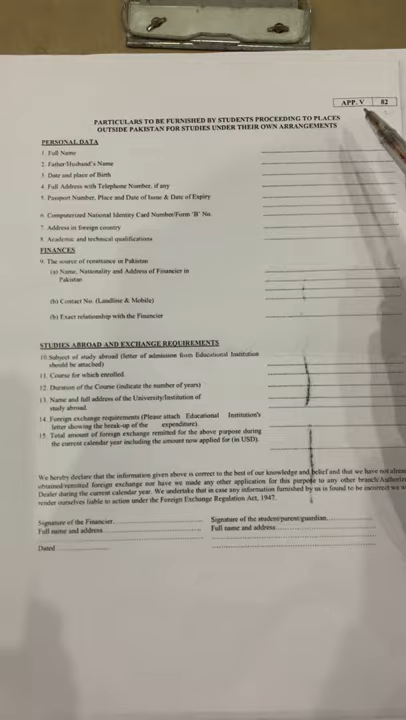 APP. V 82
PARTICULARS TO BE FURNISHED BY STUDENTS PROCEEDING TO PLACES
OUTSIDE PAKISTAN FOR STUDIES UNDER THEIR OWN ARRANGEMENTS
PERSONAL DATA
1. Full Name
2. Father/Husband's Name
3. Date and place of Birth
4. Full Address with Telephone Number, if any
5. Passport Number, Place and Date of Issue & Date of Expiry
6. Computerized National Identity Card Number/Form 'B' No.
7. Address in foreign country
8. Academic and technical qualifications
FINANCES
9. The source of remittance in Pakistan
(a) Name, Nationality and Address of Financier in
Pakistan
(b) Contact No. (Landline & Mobile)
(b) Exact relationship with the Financier
STUDIES ABROAD AND EXCHANGE REQUIREMENTS
10. Subject of study abroad (letter of admission from Educational Institution
should be attached)
11. Course for which enrolled.
12. Duration of the Course (indicate the number of years)
13. Name and full address of the University/Institution of
study abroad.
14. Foreign exchange requirements (Please attach Educational Institution's
letter showing the break-up of the expenditure)
15. Total amount of foreign exchange remitted for the above purpose during
the current calendar year including the amount now applied for (in USD).
We hereby declare that the information given above is correct to the best of our knowledge and belief and that we have not
obtained/remitted foreign exchange nor have we made any other application for this purpose to any other branch/
Dealer during the current calendar year. We undertake that in case any information furnished by us is found to be incorrect we
render ourselves liable to action under the Foreign Exchange Regulation Act, 1947.
Signature of the Financier Signature of the student/parent/guardian
Full name and address Full name and address
Dated